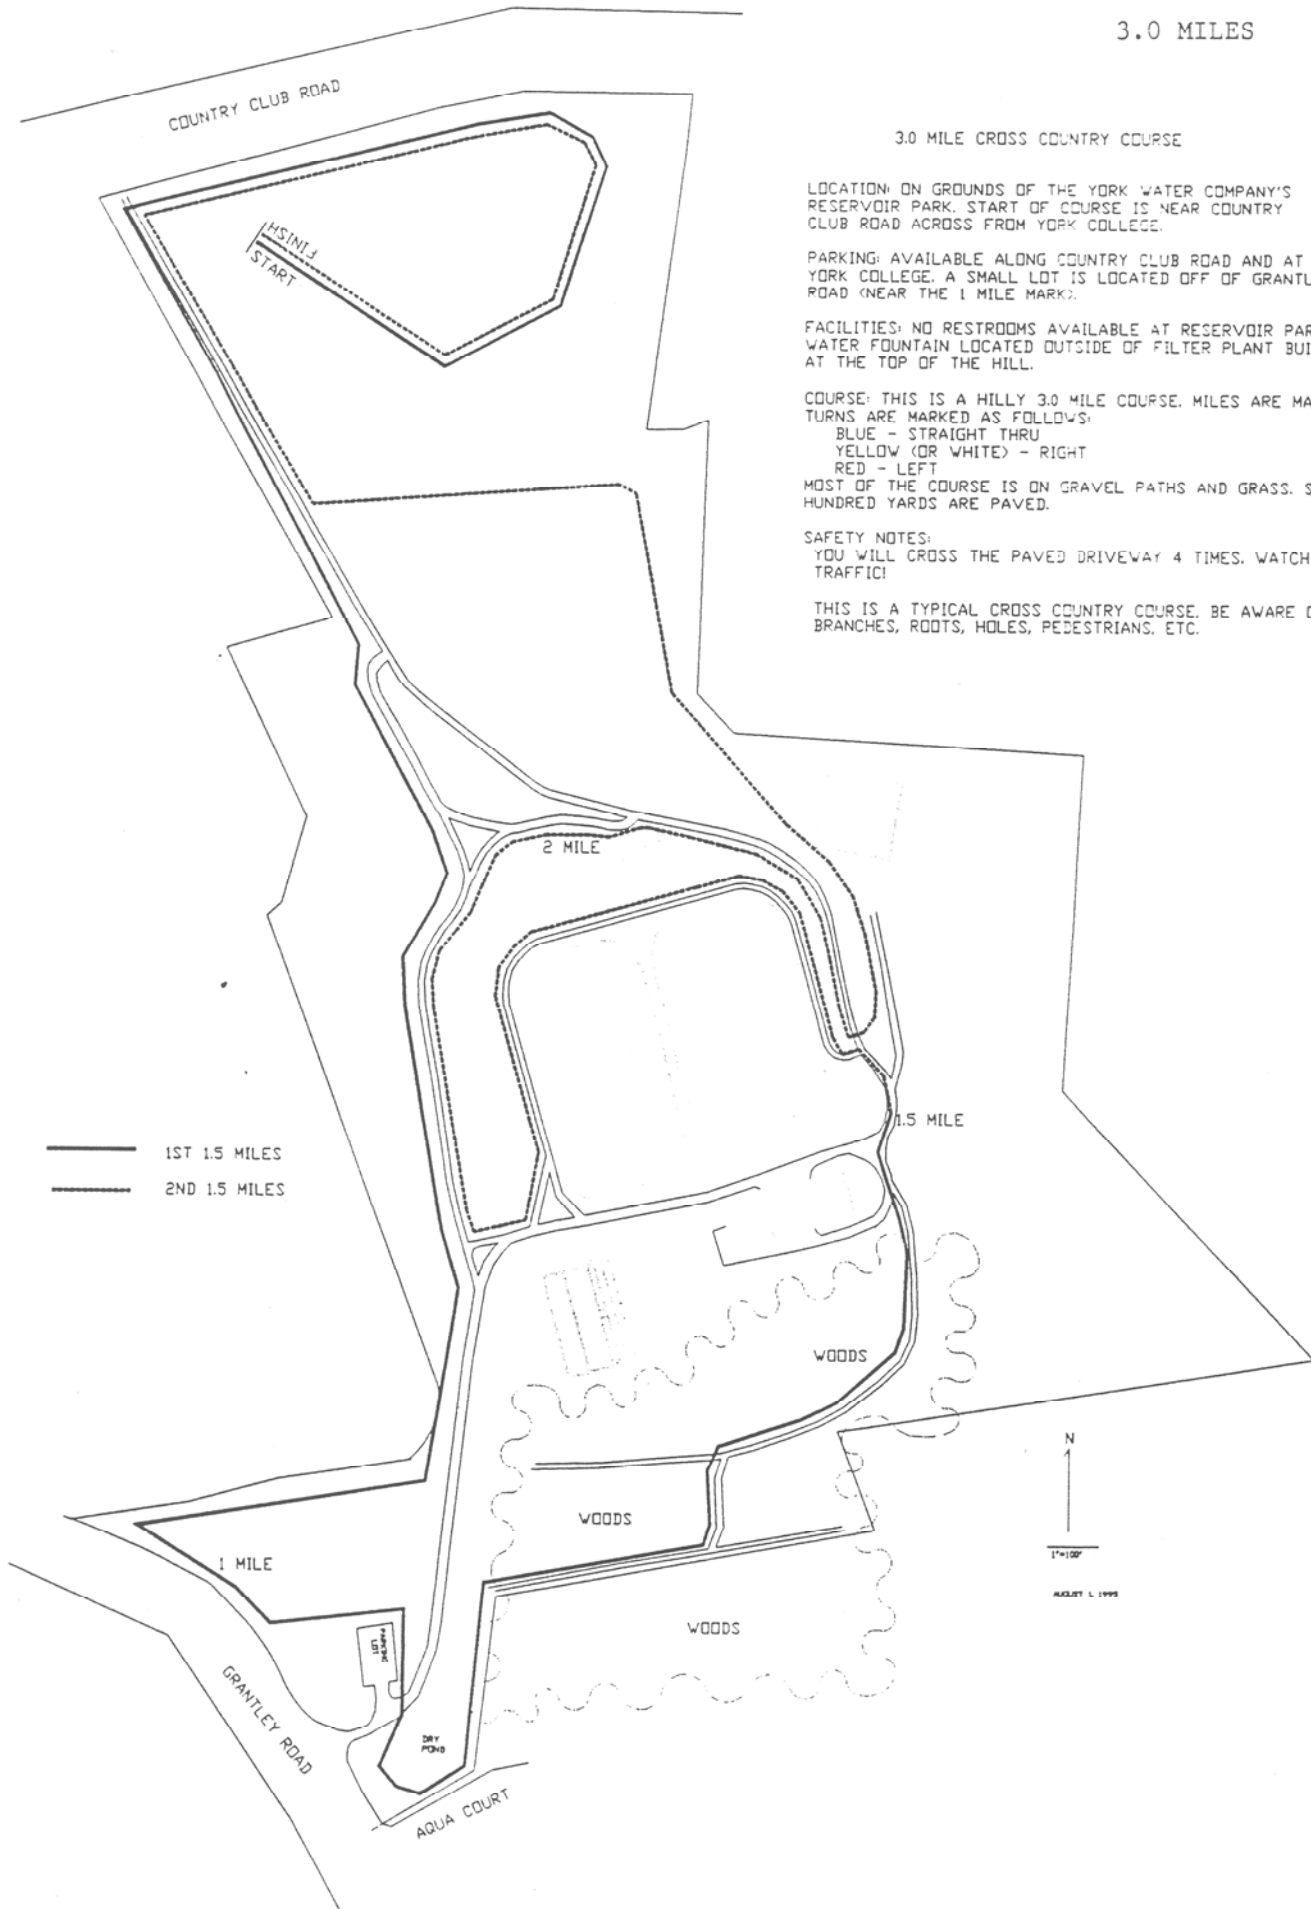 3.0 MILES
COUNTRY CLUB ROAD
3.0 MILE CROSS COUNTRY COURSE
LOCATION: ON GROUNDS OF THE YORK WATER COMPANY'S
RESERVOIR PARK. START OF COURSE IS NEAR COUNTRY
CLUB ROAD ACROSS FROM YORK COLLEGE.
PARKING: AVAILABLE ALONG COUNTRY CLUB ROAD AND AT
YORK COLLEGE. A SMALL LOT IS LOCATED OFF OF
ROAD (NEAR THE 1 MILE MARK).
FACILITIES: NO RESTROOMS AVAILABLE AT RESERVOIR
WATER FOUNTAIN LOCATED OUTSIDE OF FILTER PLANT
AT THE TOP OF THE HILL.
COURSE: THIS IS A HILLY 3.0 MILE COURSE. MILES ARE
TURNS ARE MARKED AS FOLLOWS:
BLUE - STRAIGHT THRU
YELLOW (OR WHITE) - RIGHT
RED - LEFT
MOST OF THE COURSE IS ON GRAVEL PATHS AND GRASS.
HUNDRED YARDS ARE PAVED.
SAFETY NOTES:
YOU WILL CROSS THE PAVED DRIVEWAY 4 TIMES. WATCH
TRAFFIC!
THIS IS A TYPICAL CROSS COUNTRY COURSE. BE AWARE
BRANCHES, ROOTS, HOLES, PEDESTRIANS, ETC.
FINISH
START
2 MILE
1.5 MILE
1ST 1.5 MILES
2ND 1.5 MILES
WOODS
WOODS
WOODS
1 MILE
PARKING
LOT
GRANTLEY ROAD
DRY
POND
AQUA COURT
N
1"=100'
AUGUST 1, 1995